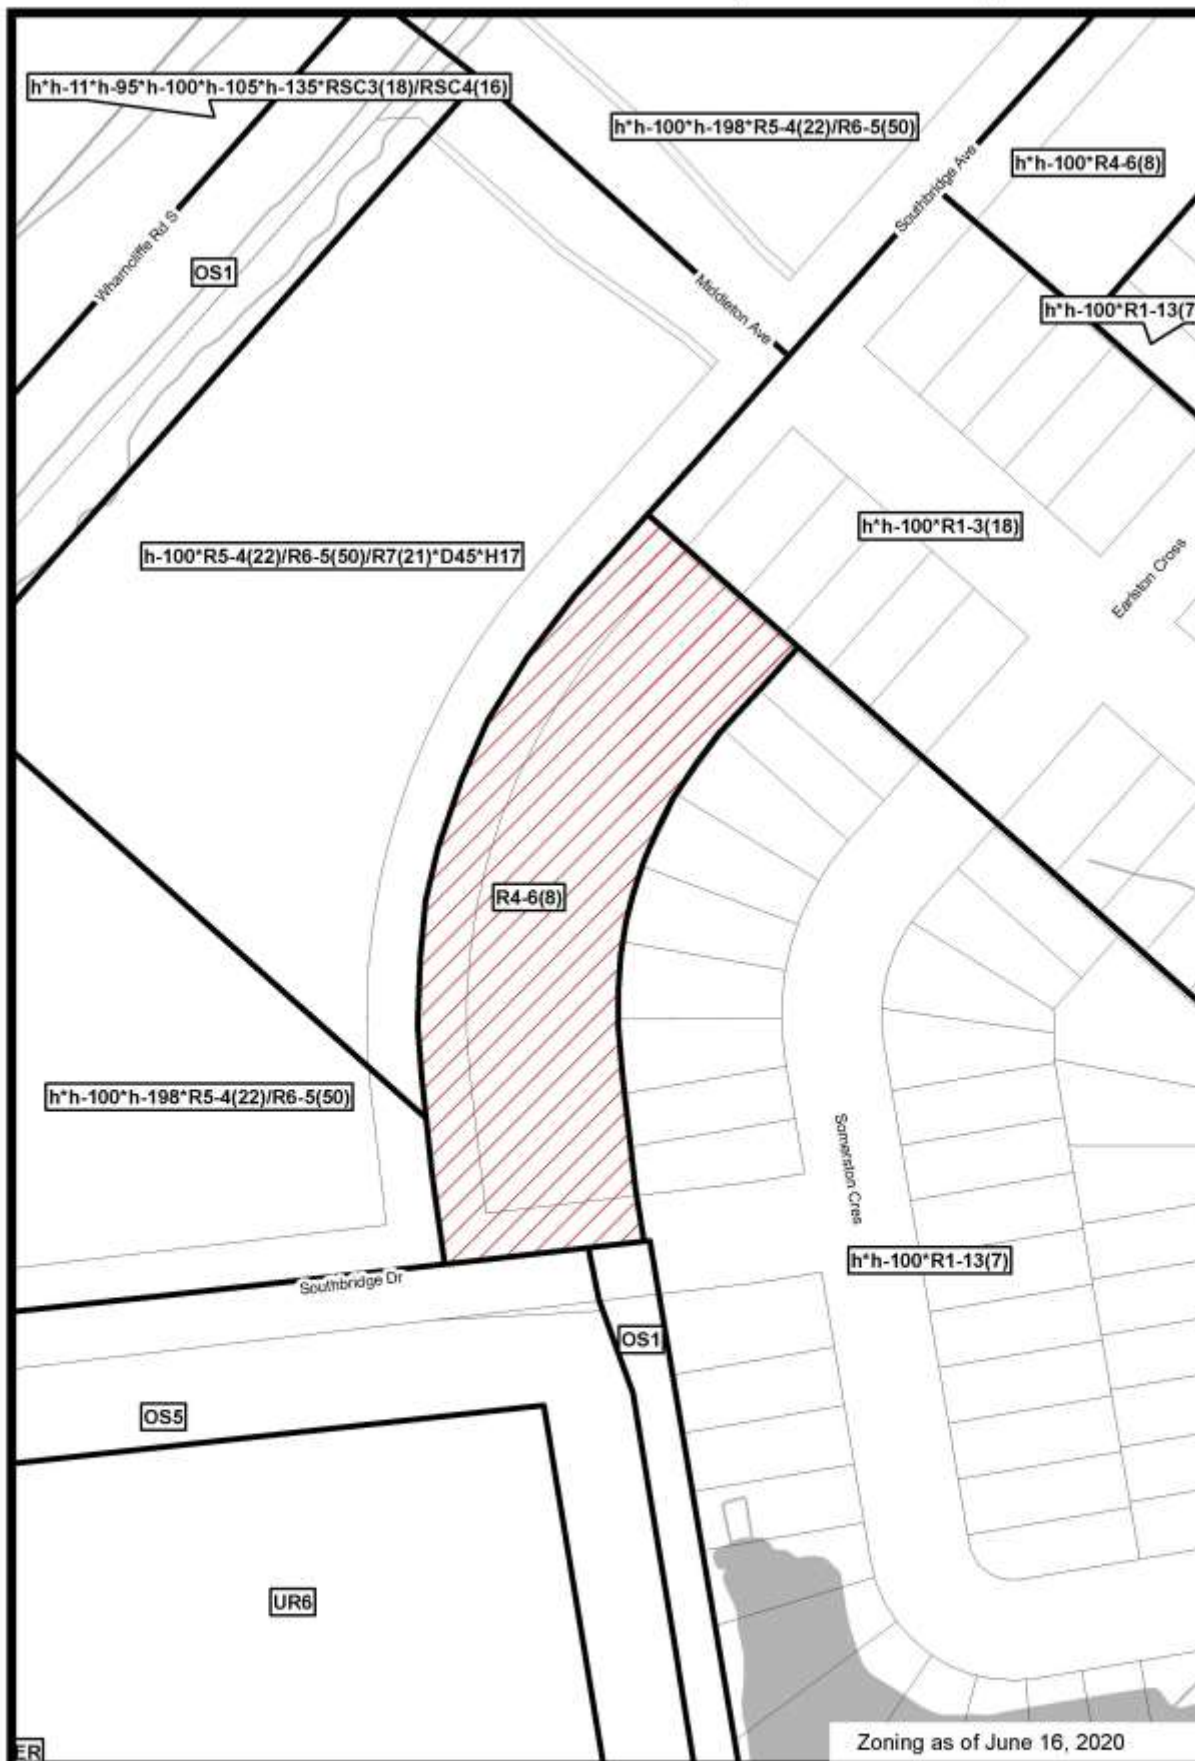 h*h-11*h-95*h-100*h-105*h-135*RSC3(18)/RSC4(16)
h*h-100*h-198*R5-4(22)/R6-5(50)
Southbridge Ave
h*h-100*R4-6(8)
Wharncliffe Rd S
OS1
Middleton Ave
h*h-100*R1-13(7
h*h-100*R1-3(18)
h-100*R5-4(22)/R6-5(50)/R7(21)*D45*H17
Earlston Cross
R4-6(8)
h*h-100*h-198*R5-4(22)/R6-5(50)
Somerston Cres
h*h-100*R1-13(7)
Southbridge Dr
OS1
OS5
UR6
ER
Zoning as of June 16, 2020